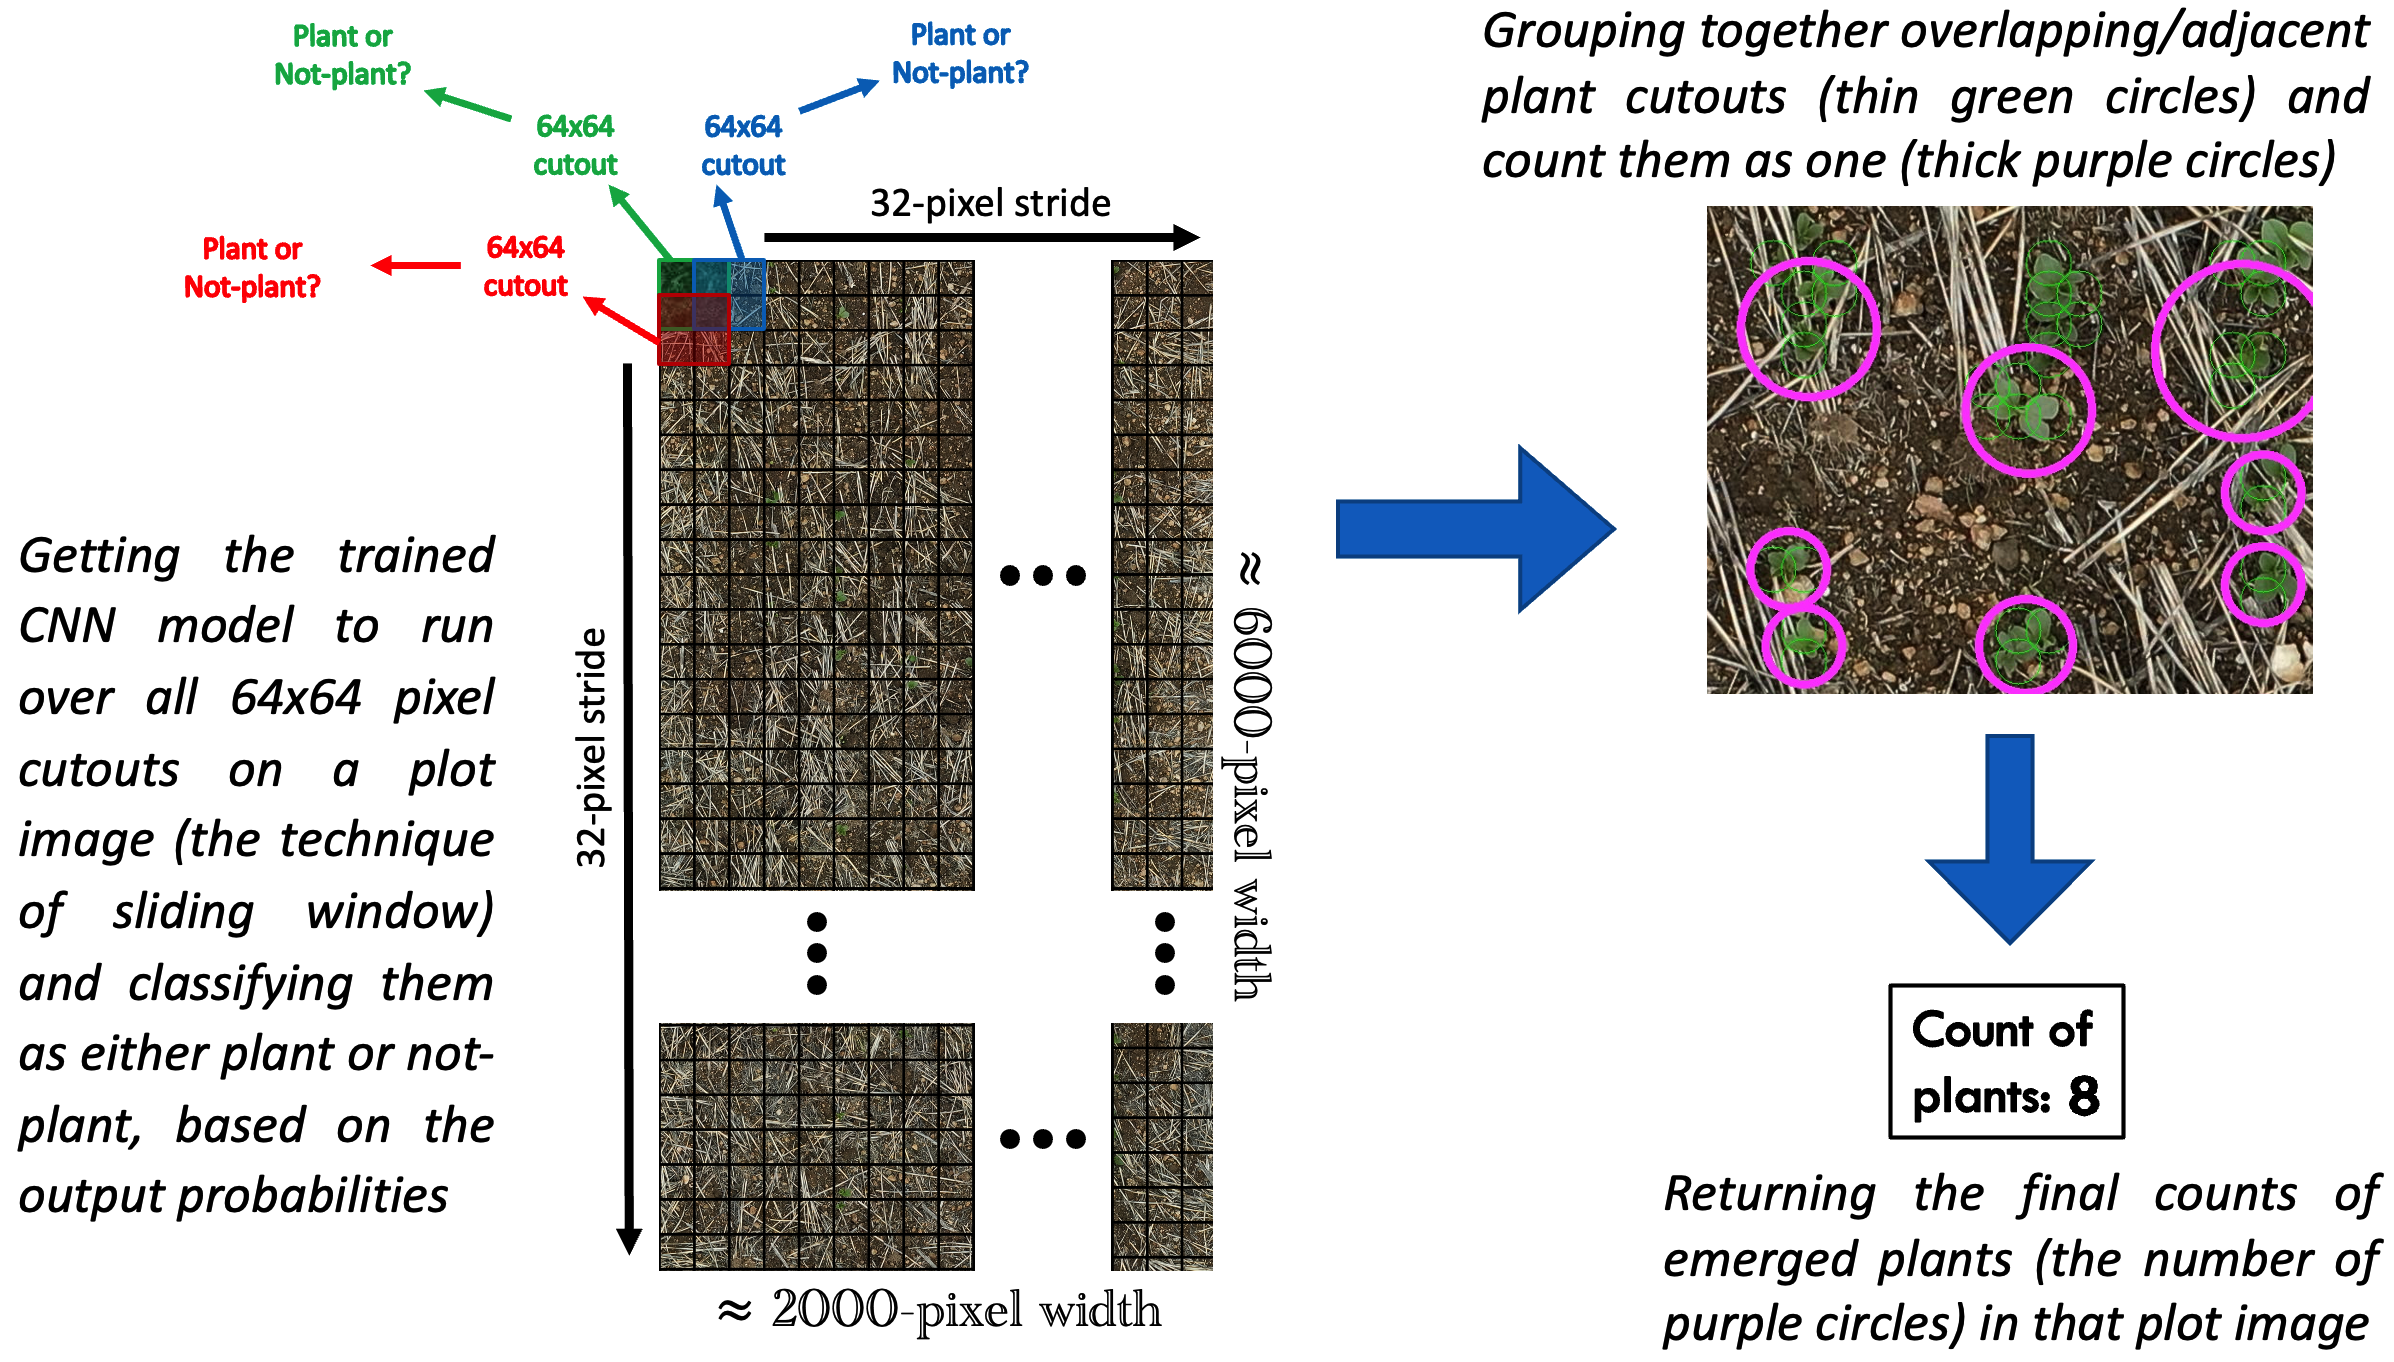 Plant or
Not-plant?
Plant or
Not-plant?
64x64
cutout
64x64
cutout
Plant or
Not-plant?
64x64
cutout
32-pixel stride
32-pixel stride
Getting the trained
CNN model to run
over all 64x64 pixel
cutouts on a plot
image (the technique
of sliding window)
and classifying them
as either plant or not-
plant, based on the
output probabilities
≈ 6000-pixel width
≈ 2000-pixel width
Grouping together overlapping/adjacent
plant cutouts (thin green circles) and
count them as one (thick purple circles)
Count of
plants: 8
Returning the final counts of
emerged plants (the number of
purple circles) in that plot image